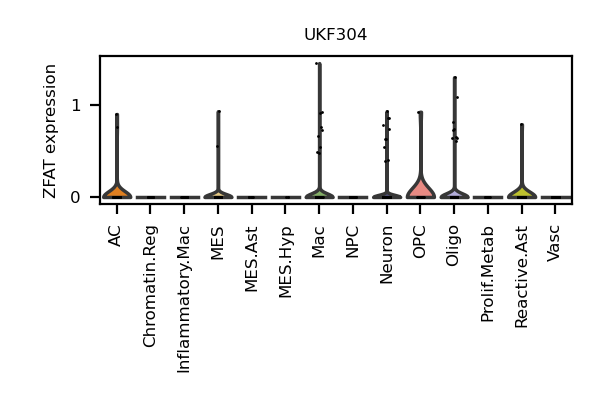 UKF304
ZFAT expression
1
0
AC
Chromatin.Reg
Inflammatory.Mac
MES
MES.Ast
MES.Hyp
Mac
NPC
Neuron
OPC
Oligo
Prolif.Metab
Reactive.Ast
Vasc